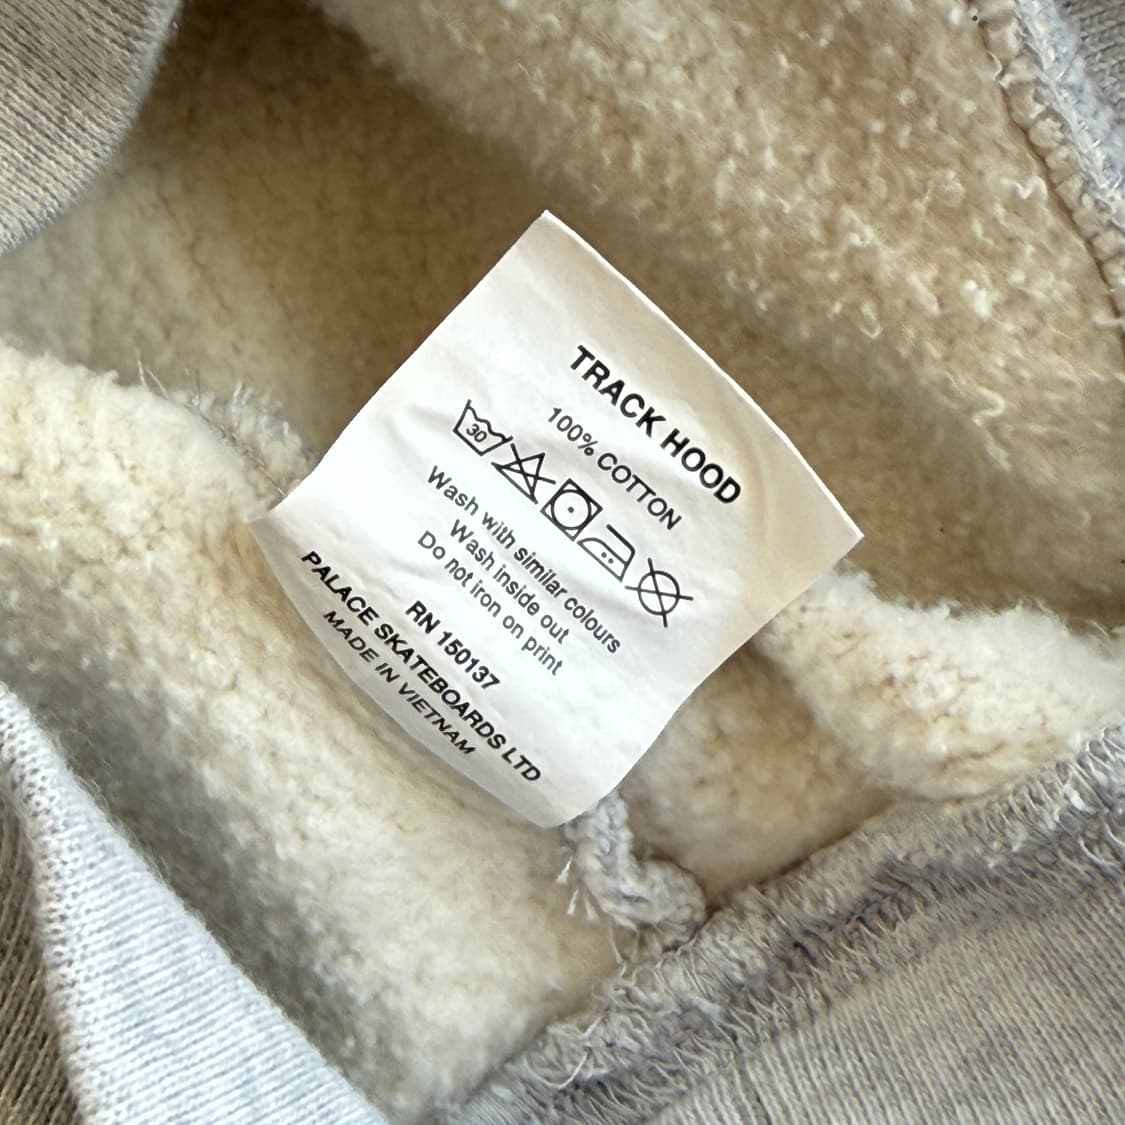 TRACK HOOD
100% COTTON
30
Wash with similar colours
Wash inside out
Do not iron on print
RN 150137
PALACE SKATEBOARDS LTD
MADE IN VIETNAM